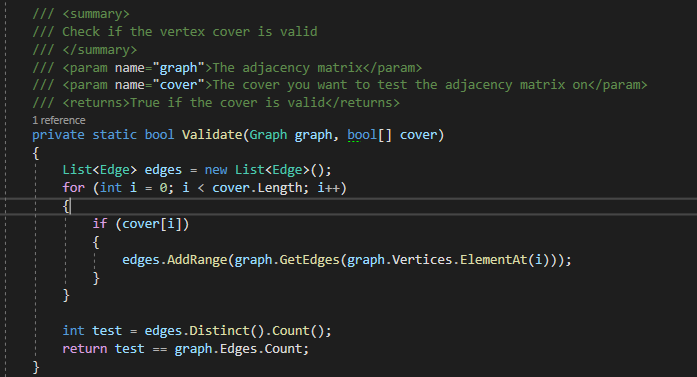 /// <summary>
/// Check if the vertex cover is valid
/// </summary>
/// <param name="graph">The adjacency matrix</param>
/// <param name="cover">The cover you want to test the adjacency matrix on</param>
/// <returns>True if the cover is valid</returns>
1 reference
private static bool Validate(Graph graph, bool[] cover)
{
List<Edge> edges = new List<Edge>();
for (int i = 0; i < cover.Length; i++)
{
if (cover[i])
{
edges.AddRange(graph.GetEdges(graph.Vertices.ElementAt(i)));
}
}
int test = edges.Distinct().Count();
return test == graph.Edges.Count;
}